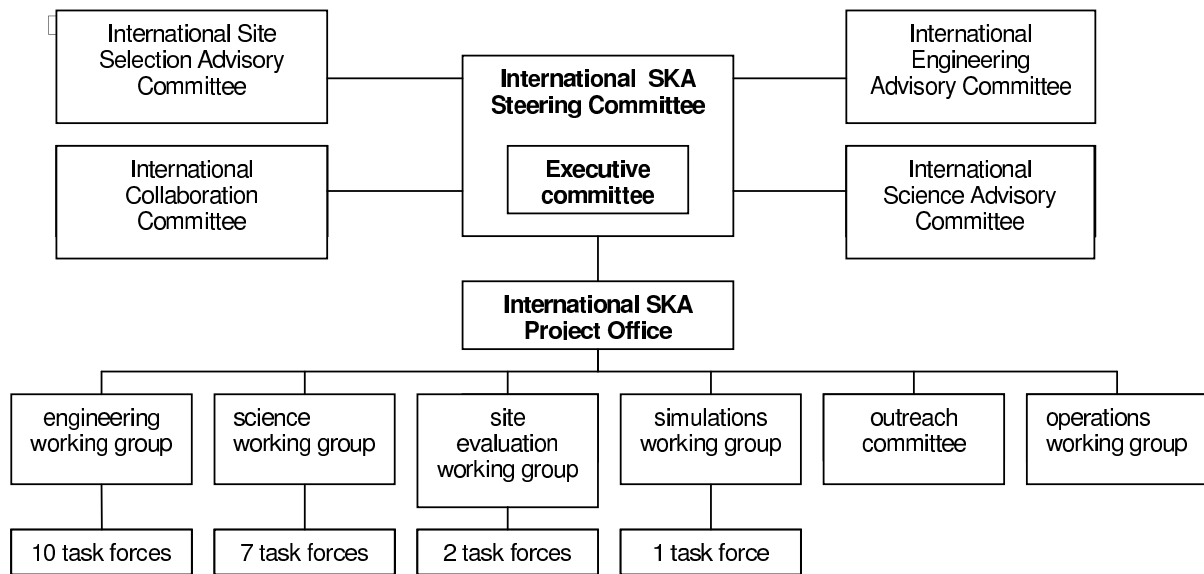 International Site
Selection Advisory
Committee
International SKA
Steering Committee
International
Engineering
Advisory Committee
International
Collaboration
Committee
Executive
committee
International
Science Advisory
Committee
International SKA
Project Office
engineering
working group
science
working group
site
evaluation
working group
simulations
working group
outreach
committee
operations
working group
10 task forces
7 task forces
2 task forces
1 task force